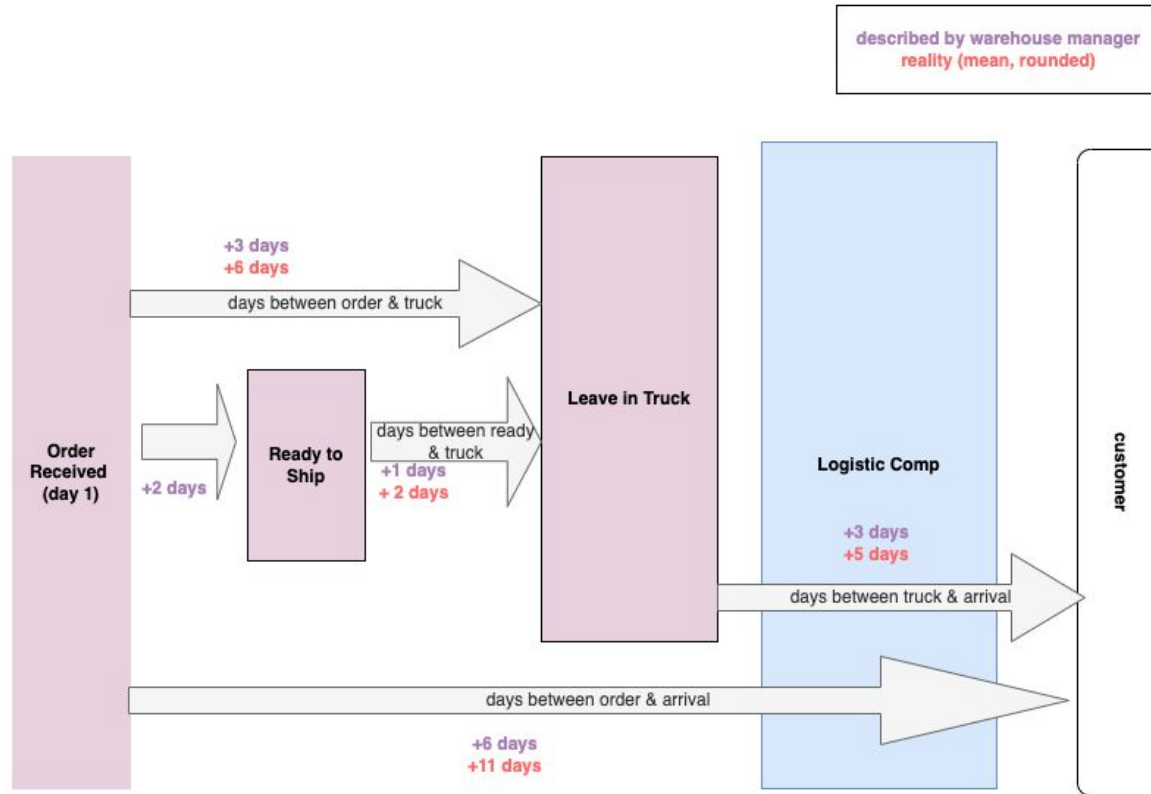 described by warehouse manager
reality (mean, rounded)
+3 days
+6 days
days between order & truck
Order
Received
(day 1)
+2 days
Ready to
Ship
days between ready
& truck
+1 days
+ 2 days
Leave in Truck
Logistic Comp
+3 days
+5 days
days between truck & arrival
customer
days between order & arrival
+6 days
+11 days